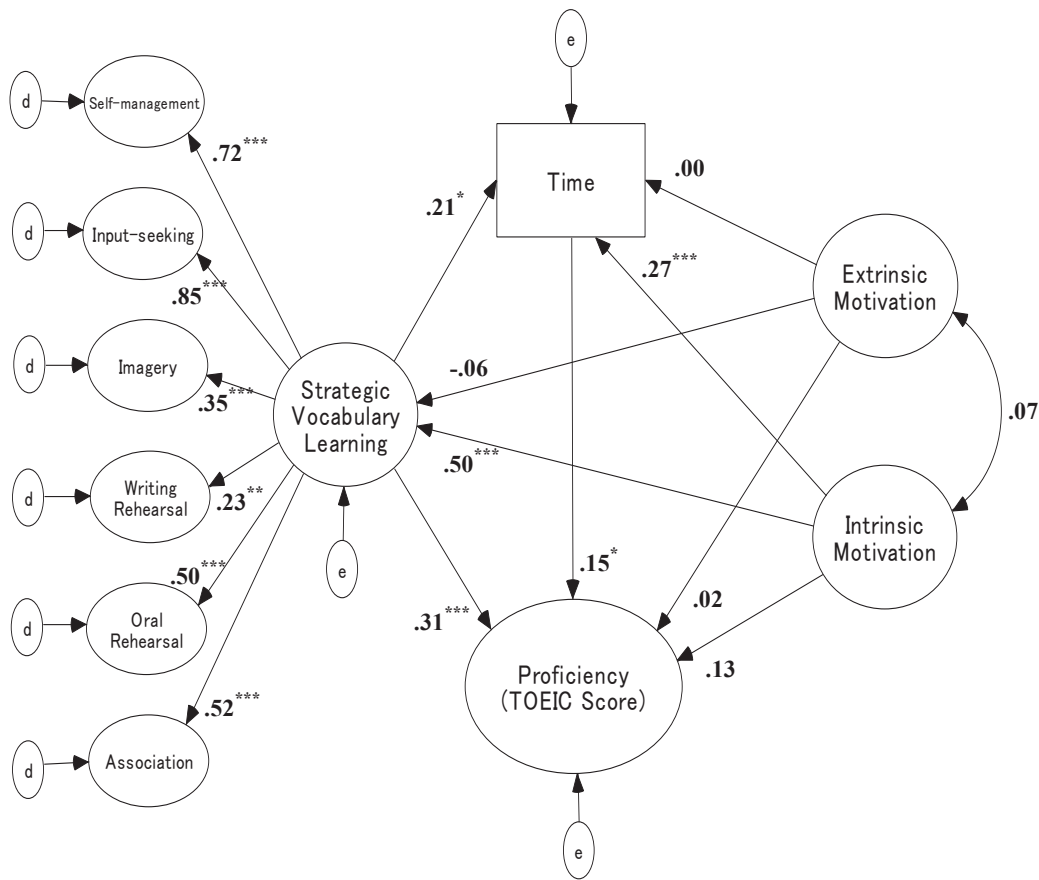 e
d
Self-management
.72***
Time
.00
.21*
d
Input-seeking
.85***
.27***
Extrinsic
Motivation
d
Imagery
.35***
-.06
Strategic
Vocabulary
Learning
.07
.50***
d
Writing
Rehearsal
.23**
Intrinsic
Motivation
e
.15*
.50***
d
Oral
Rehearsal
.31***
.02
.13
Proficiency
(TOEIC Score)
.52***
d
Association
e